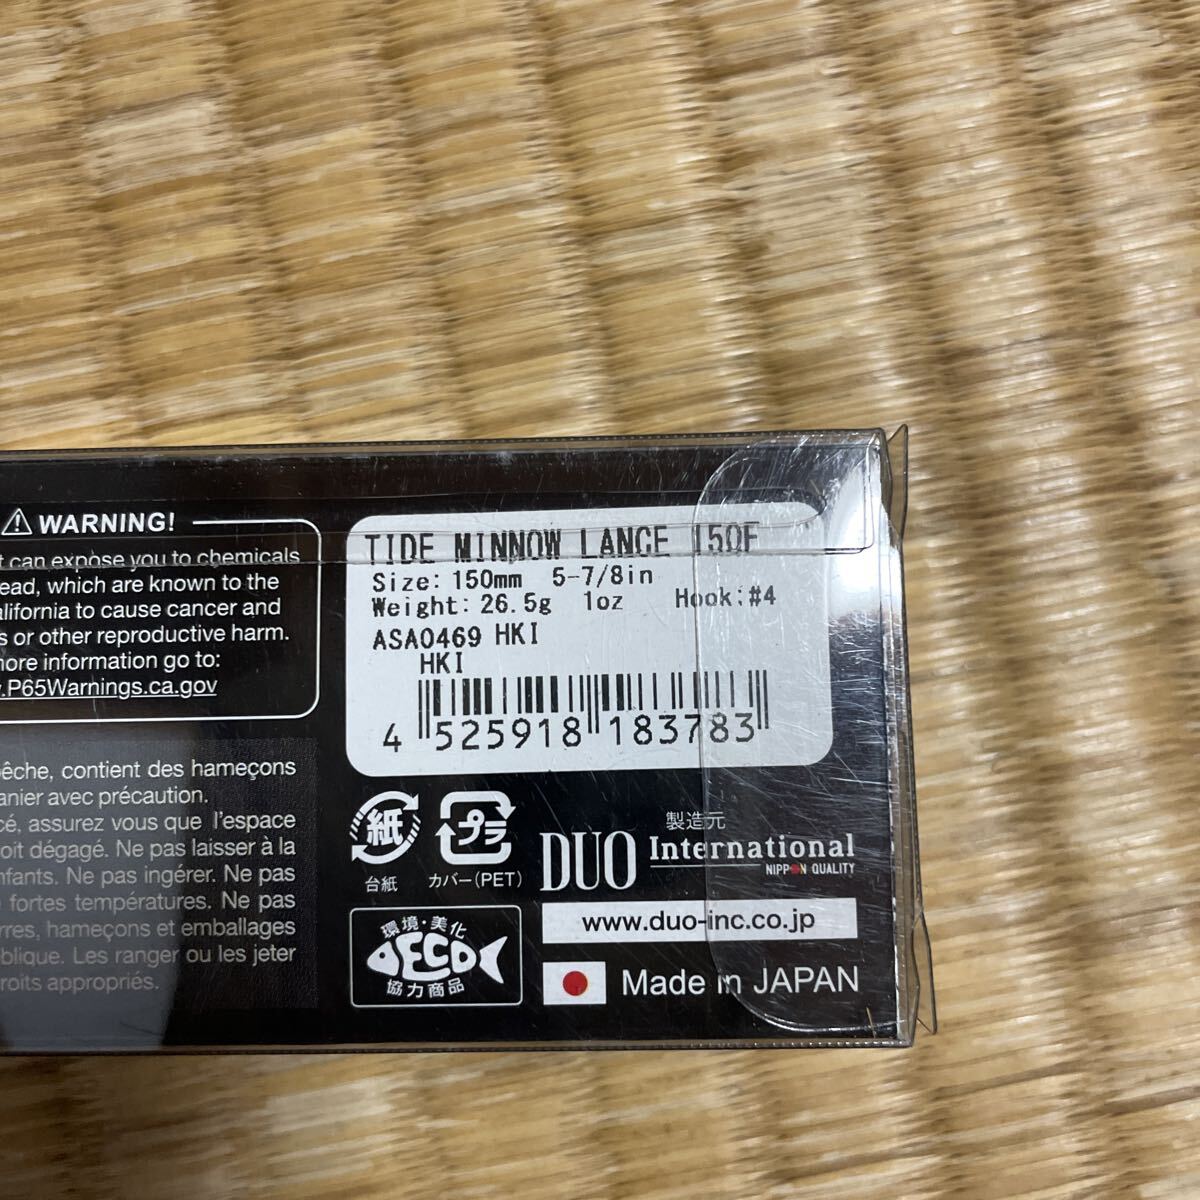 WARNING!
can expose you to chemicals
ead, which are known to the
alifornia to cause cancer and
s or other reproductive harm.
more information go to:
.P65Warnings.ca.gov
êche, contient des hameçons
anier avec précaution.
cé, assurez vous que l'espace
oit dégagé. Ne pas laisser à la
nfants. Ne pas ingérer. Ne pas
fortes températures. Ne pas
rres, hameçons et emballages
blique. Les ranger ou les jeter
roits appropriés.
TIDE MINNOW LANCE 150F
Size: 150mm 5-7/8in
Weight: 26.5g 1oz Hook:#4
ASA0469 HKI
HKI
4 525918 183783
紙
台紙
プラ
カバー(PET)
製造元
DUO International
NIPPON QUALITY
www.duo-inc.co.jp
環境・美化
ECO
協力商品
Made in JAPAN